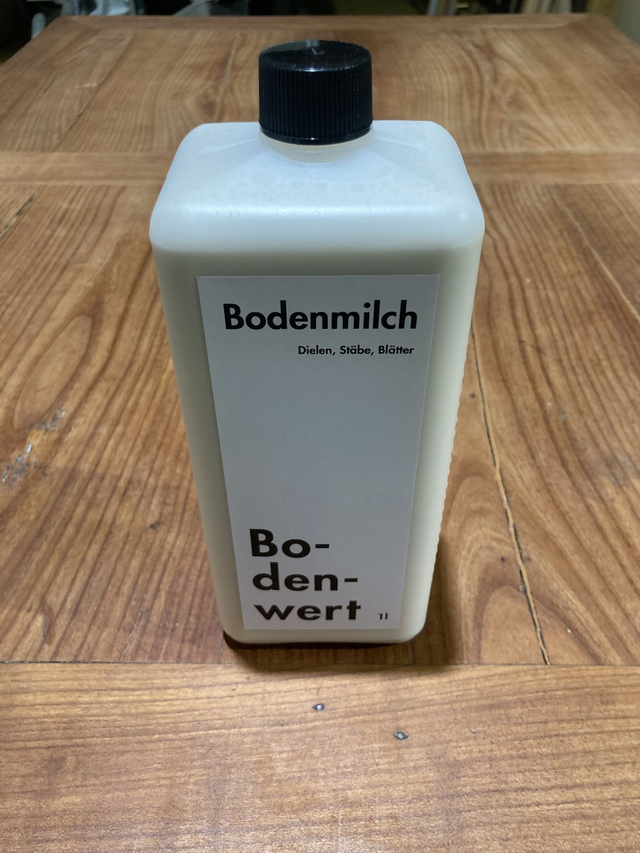 Bodenmilch
Dielen, Stäbe, Blätter
Bo-
den-
wert 1l